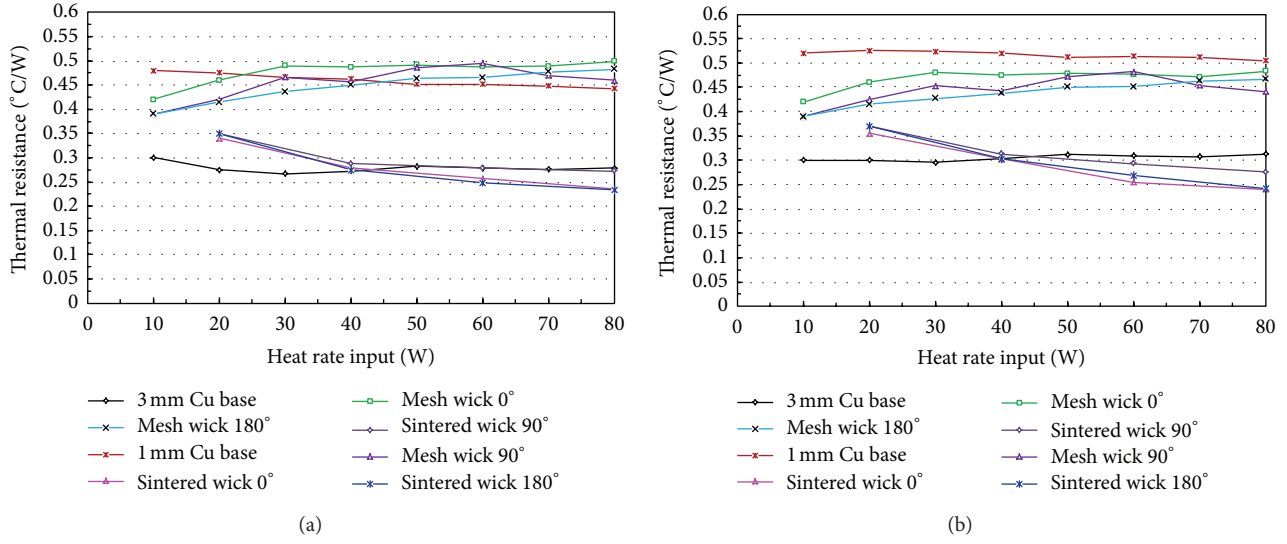 0.6
0.55
0.5
0.45
0.4
0.35
0.3
0.25
0.2
0.15
0.1
0.05
0
Thermal resistance (°C/W)
0 10 20 30 40 50 60 70 80
Heat rate input (W)
3 mm Cu base
Mesh wick 180°
1 mm Cu base
Sintered wick 0°
Mesh wick 0°
Sintered wick 90°
Mesh wick 90°
Sintered wick 180°
(a)
0.6
0.55
0.5
0.45
0.4
0.35
0.3
0.25
0.2
0.15
0.1
0.05
0
Thermal resistance (°C/W)
0 10 20 30 40 50 60 70 80
Heat rate input (W)
3 mm Cu base
Mesh wick 180°
1 mm Cu base
Sintered wick 0°
Mesh wick 0°
Sintered wick 90°
Mesh wick 90°
Sintered wick 180°
(b)